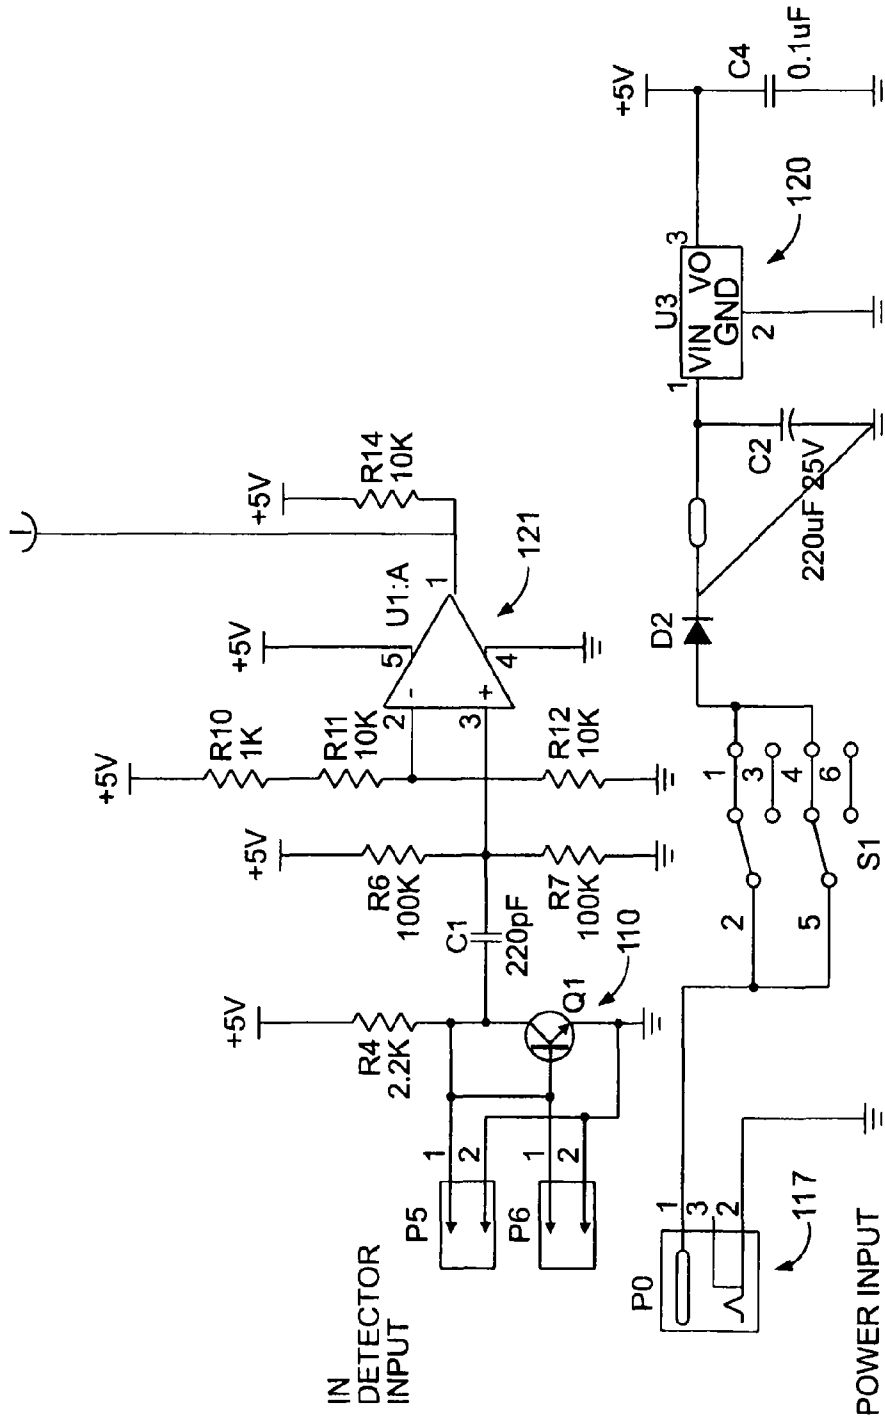 IN
DETECTOR
INPUT
P5
1
2
P6
1
2
+5V
R4
2.2K
Q1
110
C1
220pF
+5V
R6
100K
R7
100K
+5V
R10
1K
R11
10K
R12
10K
2
-
3
+
+5V
5
4
U1:A
1
121
+5V
R14
10K
POWER INPUT
P0
1
3
2
117
2
5
1
3
4
6
S1
D2
C2
220uF 25V
1
U3
VIN VO
GND
3
2
120
+5V
C4
0.1uF